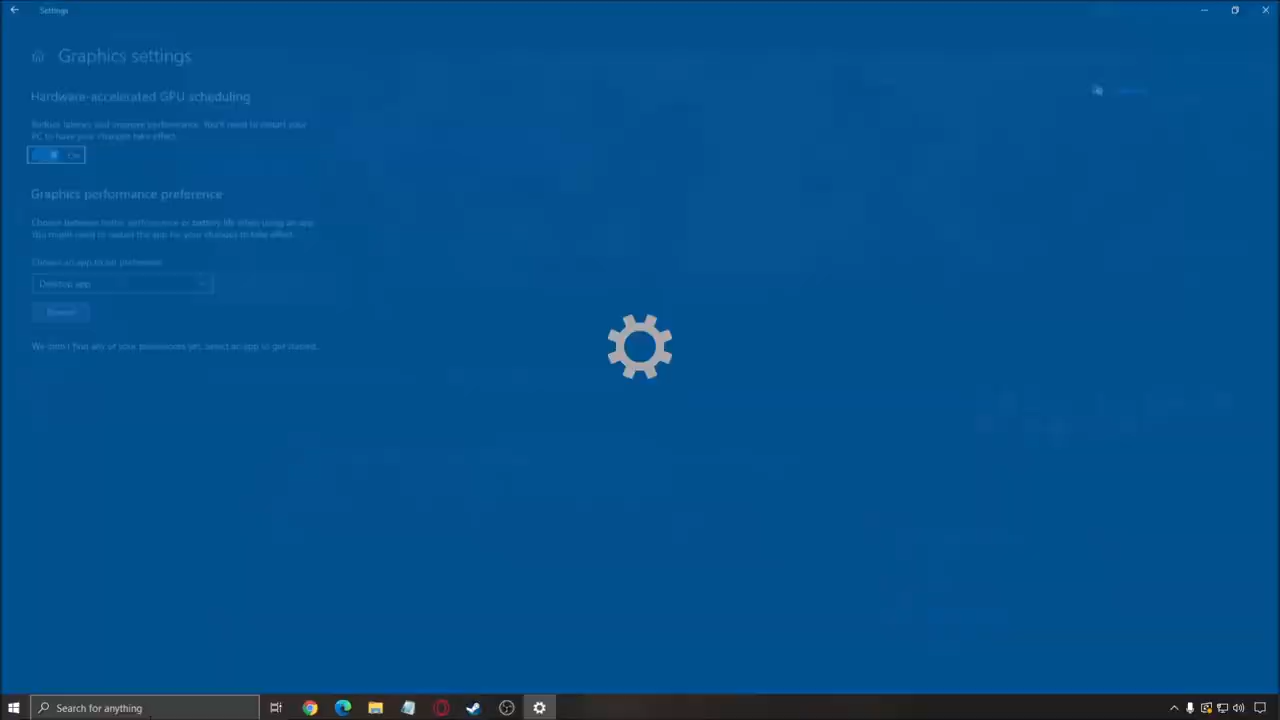 Settings
Graphics settings
Hardware-accelerated GPU scheduling
Reduce latency and improve performance. You'll need to restart your
PC to have your changes take effect.
On
Graphics performance preference
Choose between better performance or battery life when using an app.
You might need to restart the app for your changes to take effect.
Choose an app to set preference
Desktop app
Browse
We don't find any of your permissions yet, select an app to get started.
Search for anything